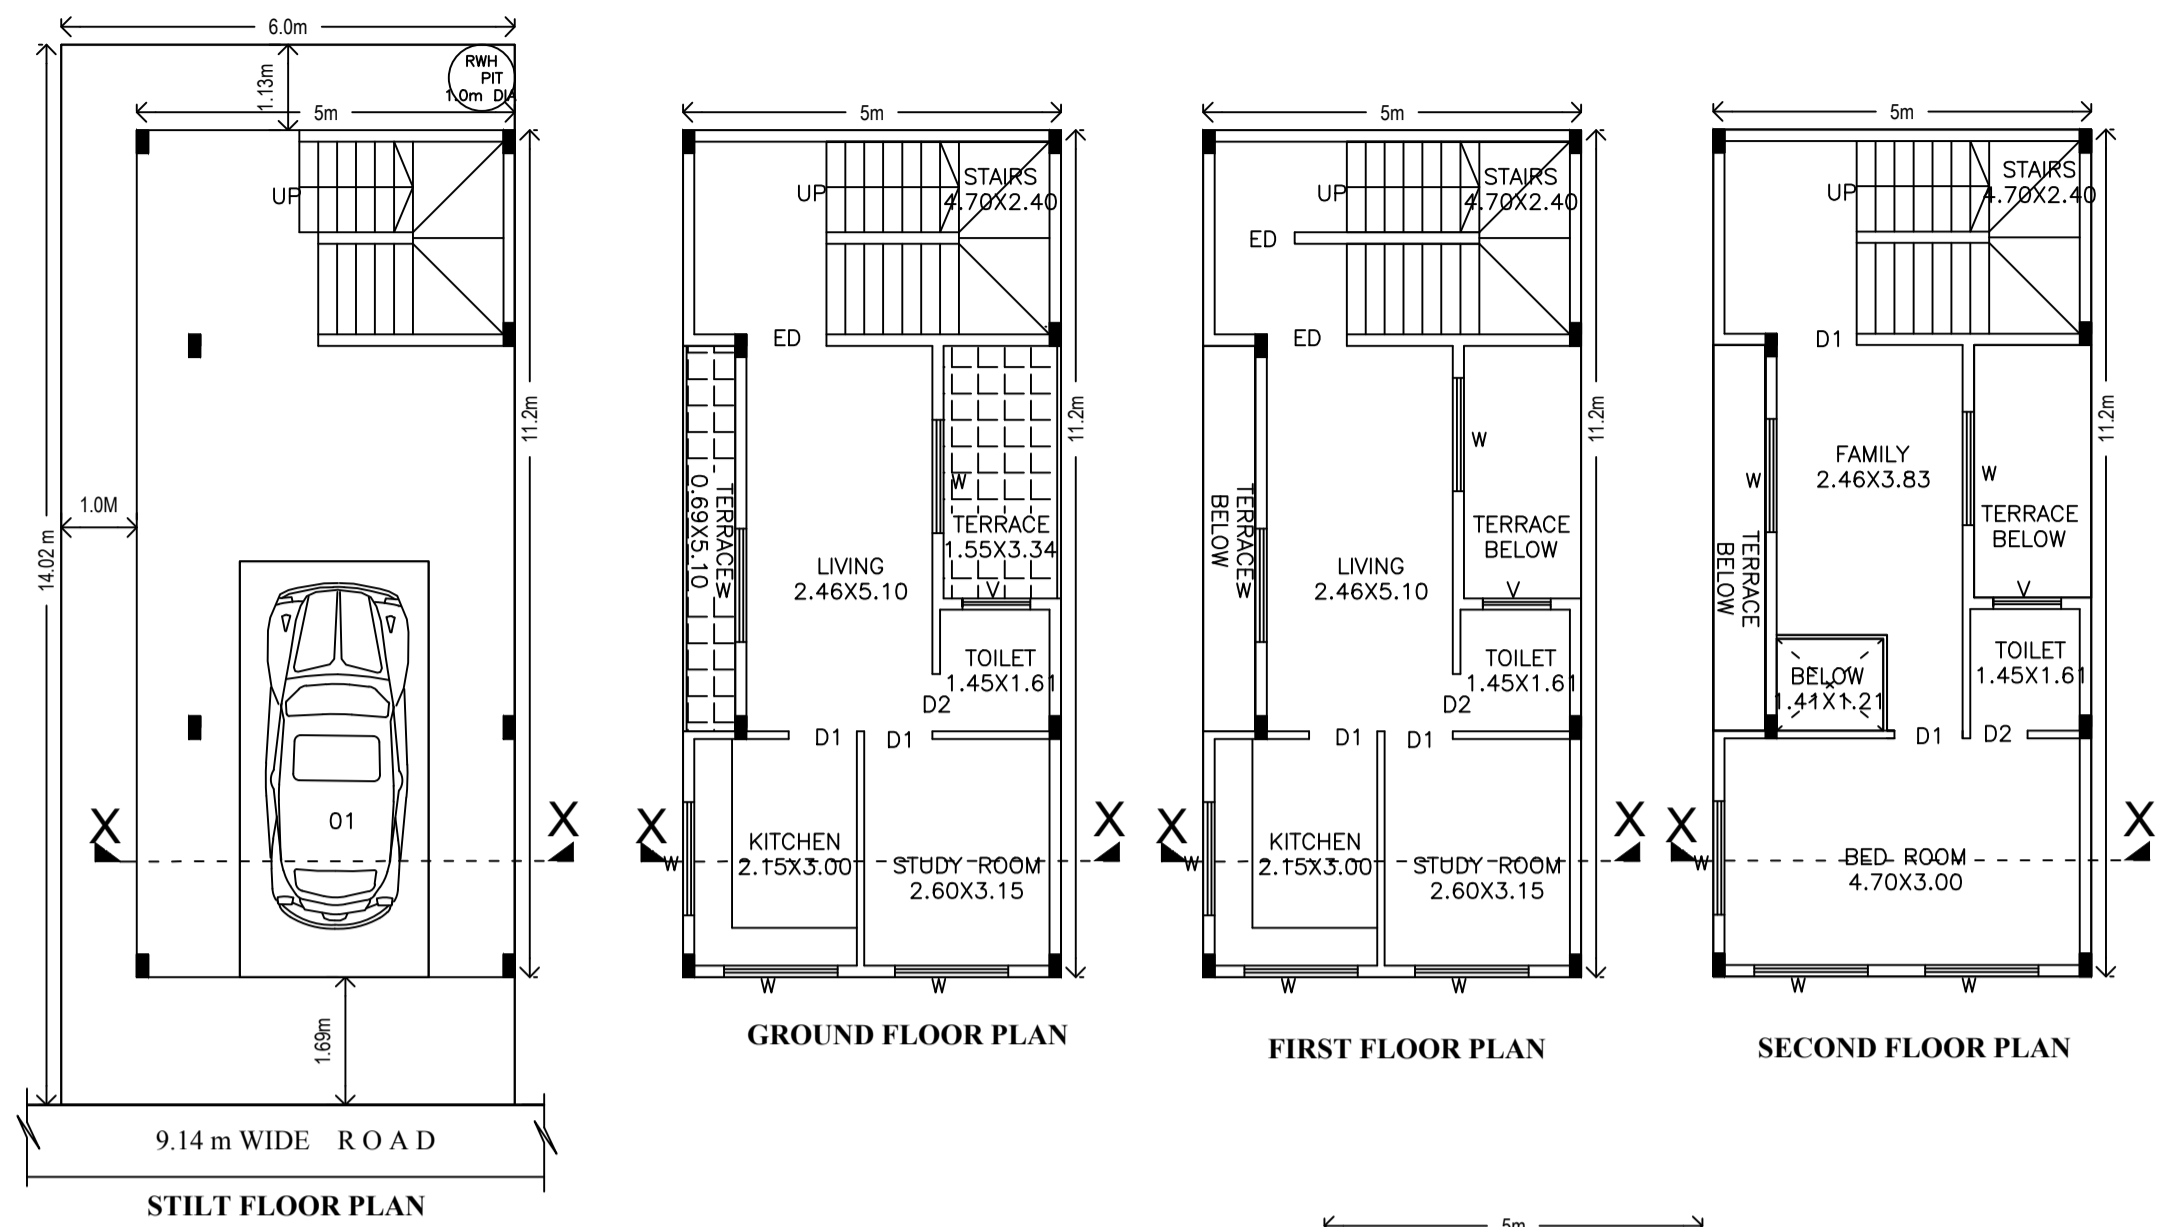 6.0m
RWH
PIT
1.0m DIA
1.13m
5m
UP
11.2m
1.0M
14.02 m
01
X
X
1.69m
9.14 m WIDE ROAD
STILT FLOOR PLAN
5m
STAIRS
4.70X2.40
UP
ED
11.2m
TERRACE
0.69X5.10
W
W
TERRACE
1.55X3.34
V
LIVING
2.46X5.10
TOILET
1.45X1.61
D2
D1
D1
X
X
W
KITCHEN
2.15X3.00
STUDY ROOM
2.60X3.15
W
W
GROUND FLOOR PLAN
5m
STAIRS
4.70X2.40
UP
ED
ED
11.2m
W
TERRACE
BELOW
W
TERRACE
BELOW
V
LIVING
2.46X5.10
TOILET
1.45X1.61
D2
D1
D1
X
X
W
KITCHEN
2.15X3.00
STUDY ROOM
2.60X3.15
W
W
FIRST FLOOR PLAN
5m
STAIRS
4.70X2.40
UP
D1
11.2m
FAMILY
2.46X3.83
W
W
TERRACE
BELOW
TERRACE
BELOW
V
BELOW
1.41X1.21
TOILET
1.45X1.61
D1
D2
X
X
W
BED ROOM
4.70X3.00
W
W
SECOND FLOOR PLAN
5m